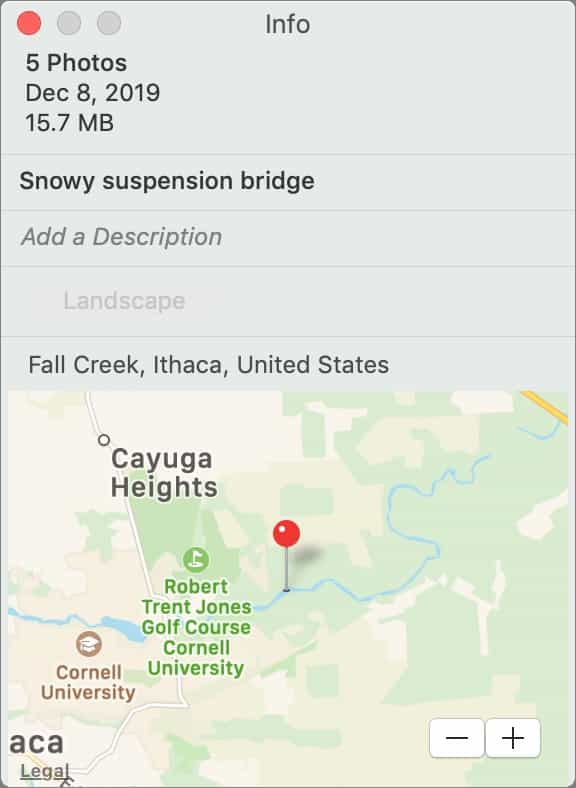 Info
5 Photos
Dec 8, 2019
15.7 MB
Snowy suspension bridge
Add a Description
Landscape
Fall Creek, Ithaca, United States
Cayuga
Heights
Robert
Trent Jones
Golf Course
Cornell
University
Cornell
University
aca
Legal